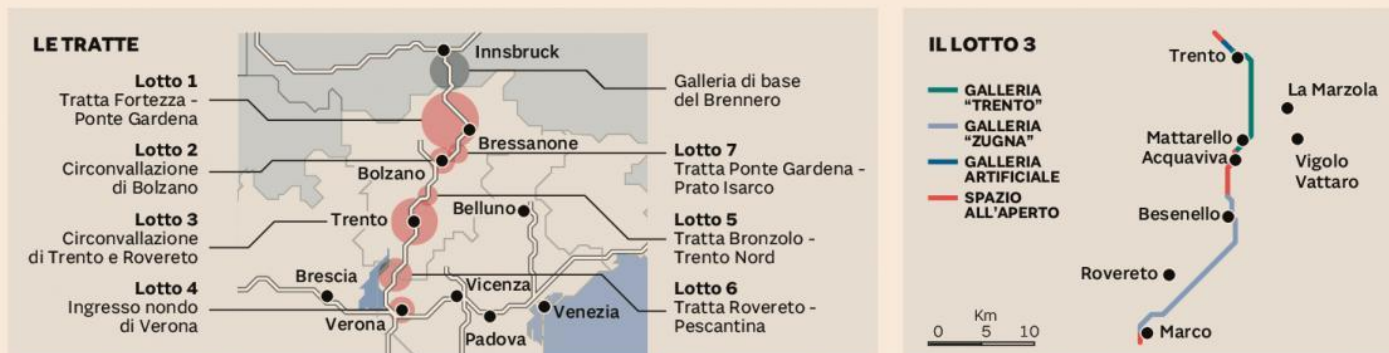 LE TRATTE
Lotto 1
Tratta Fortezza -
Ponte Gardena
Lotto 2
Circonvallazione
di Bolzano
Lotto 3
Circonvallazione
di Trento e Rovereto
Lotto 4
Ingresso nondo
di Verona
Innsbruck
Bressanone
Bolzano
Trento
Belluno
Brescia
Vicenza
Verona
Padova
Venezia
Galleria di base
del Brennero
Lotto 7
Tratta Ponte Gardena -
Prato Isarco
Lotto 5
Tratta Bronzolo -
Trento Nord
Lotto 6
Tratta Rovereto -
Pescantina
IL LOTTO 3
GALLERIA
"TRENTO"
GALLERIA
"ZUGNA"
GALLERIA
ARTIFICIALE
SPAZIO
ALL'APERTO
Trento
La Marzola
Mattarello
Acquaviva
Vigolo
Vattaro
Besenello
Rovereto
Marco
Km
0 5 10